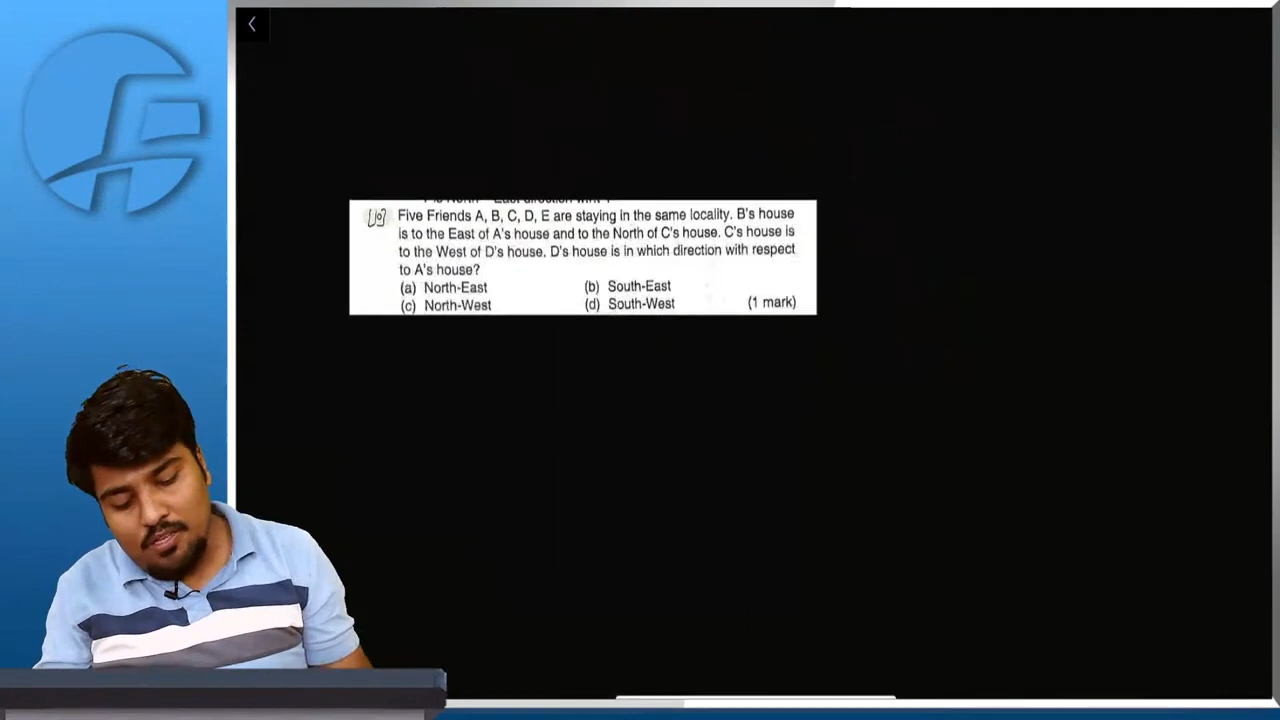 Five Friends A, B, C, D, E are staying in the same locality. B's house
is to the East of A's house and to the North of C's house. C's house is
to the West of D's house. D's house is in which direction with respect
to A's house?
(a) North-East (b) South-East
(c) North-West (d) South-West (1 mark)